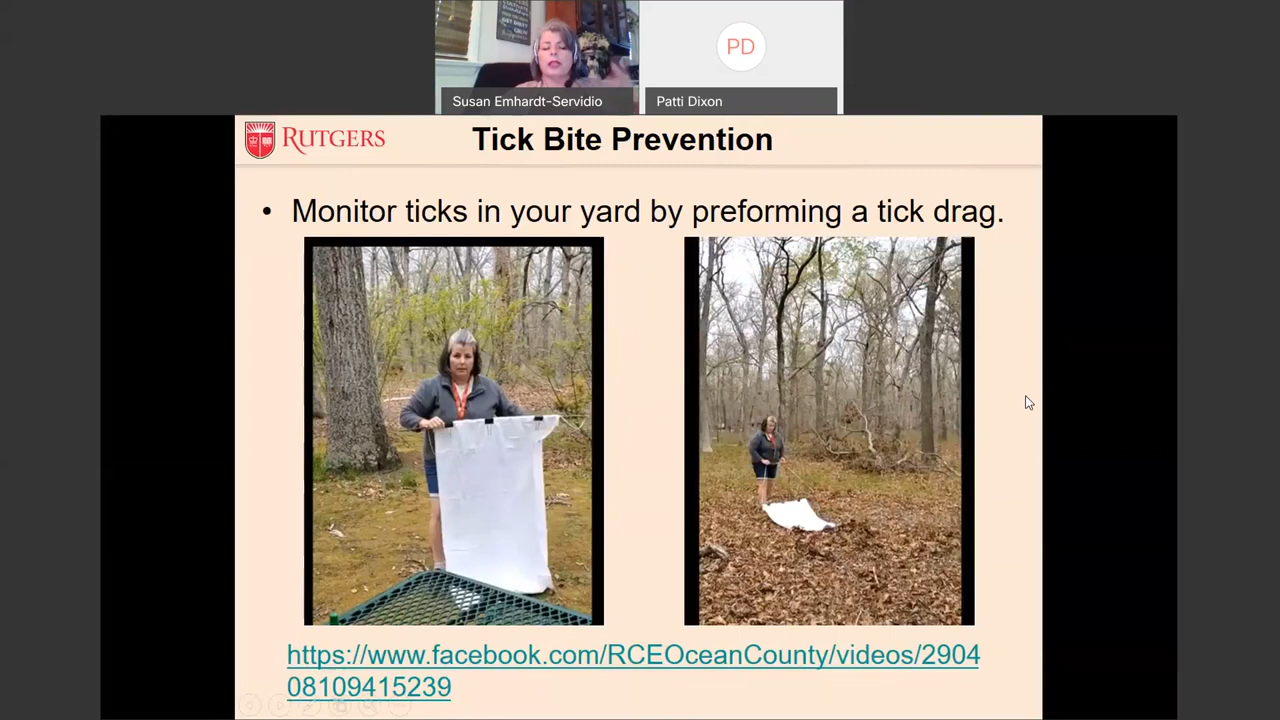 PD
Susan Emhardt-Servidio
Patti Dixon
RUTGERS
Tick Bite Prevention
• Monitor ticks in your yard by preforming a tick drag.
https://www.facebook.com/RCEOceanCounty/videos/2904
08109415239